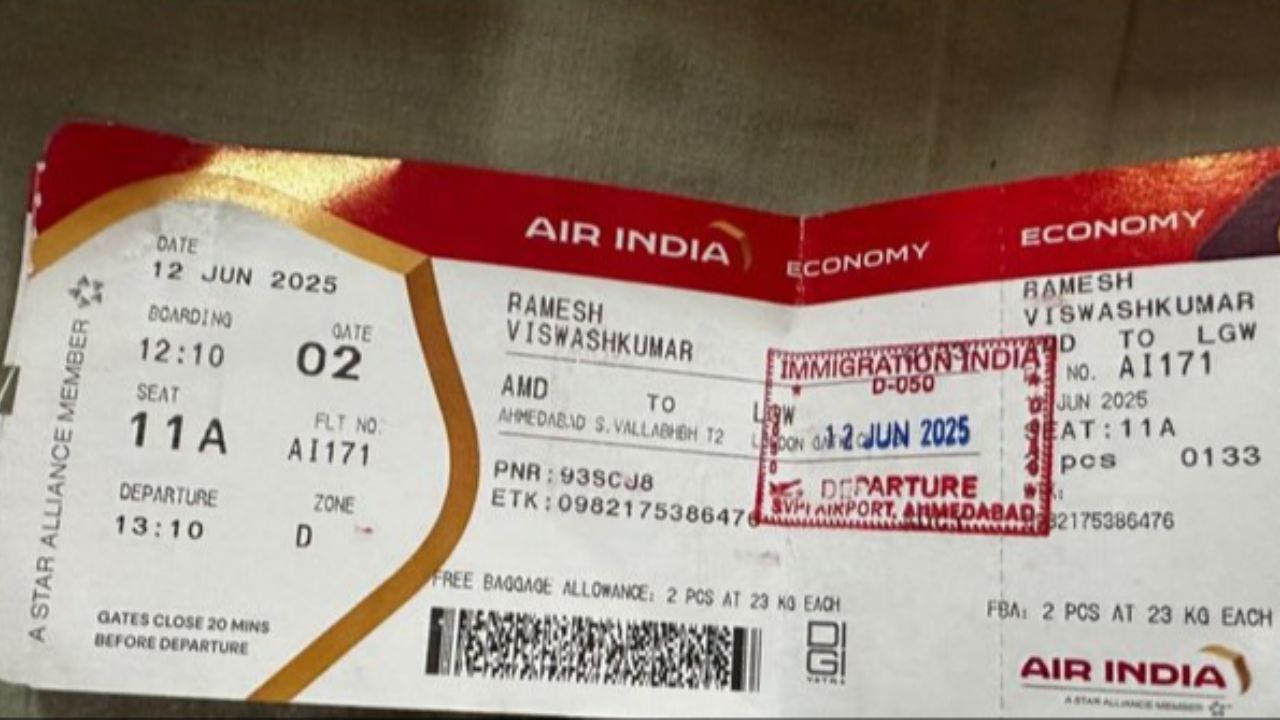 AIR INDIA
ECONOMY
ECONOMY
A STAR ALLIANCE MEMBER
DATE
12 JUN 2025
BOARDING
GATE
12:10
02
SEAT
FLT NO.
11A
AI171
DEPARTURE
ZONE
13:10
D
GATES CLOSE 20 MINS
BEFORE DEPARTURE
RAMESH
VISWASHKUMAR
AMD TO LGW
AHMEDABAD S.VALLABHBH T2
PNR:93SCJ8
ETK:0982175386476
FREE BAGGAGE ALLOWANCE: 2 PCS AT 23 KG EACH
DIGI
YATRA
IMMIGRATION INDIA
D-050
12 JUN 2025
DEPARTURE
SVPI AIRPORT, AHMEDABAD
RAMESH
VISWASHKUMAR
TO LGW
NO. AI171
JUN 2025
SEAT:11A
pcs 0133
82175386476
FBA: 2 PCS AT 23 KG EACH
AIR INDIA
A STAR ALLIANCE MEMBER